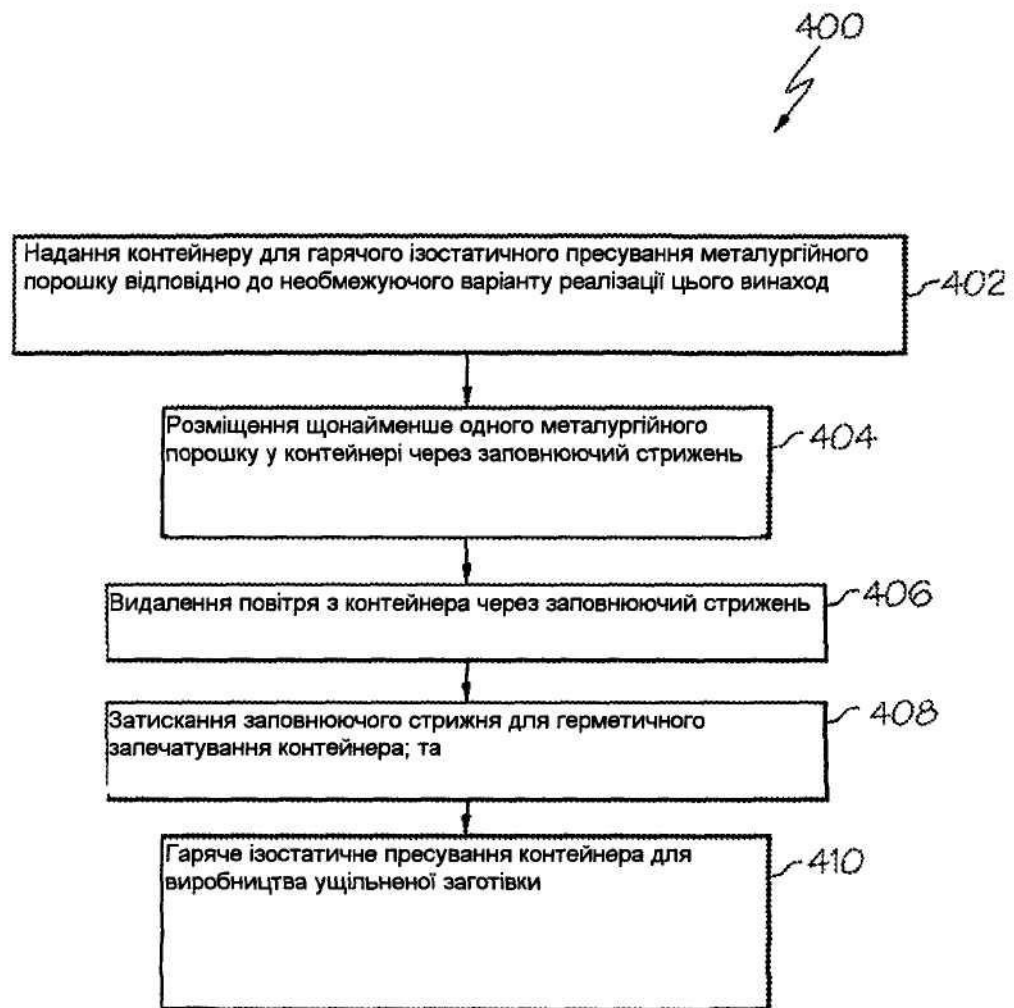 400
Надання контейнеру для гарячого ізостатичного пресування металургійного
порошку відповідно до необмежуючого варіанту реалізації цього винаход
402
Розміщення щонайменше одного металургійного
порошку у контейнері через заповнюючий стрижень
404
Видалення повітря з контейнера через заповнюючий стрижень
406
Затискання заповнюючого стрижня для герметичного
запечатування контейнера; та
408
Гаряче ізостатичне пресування контейнера для
виробництва ущільненої заготівки
410